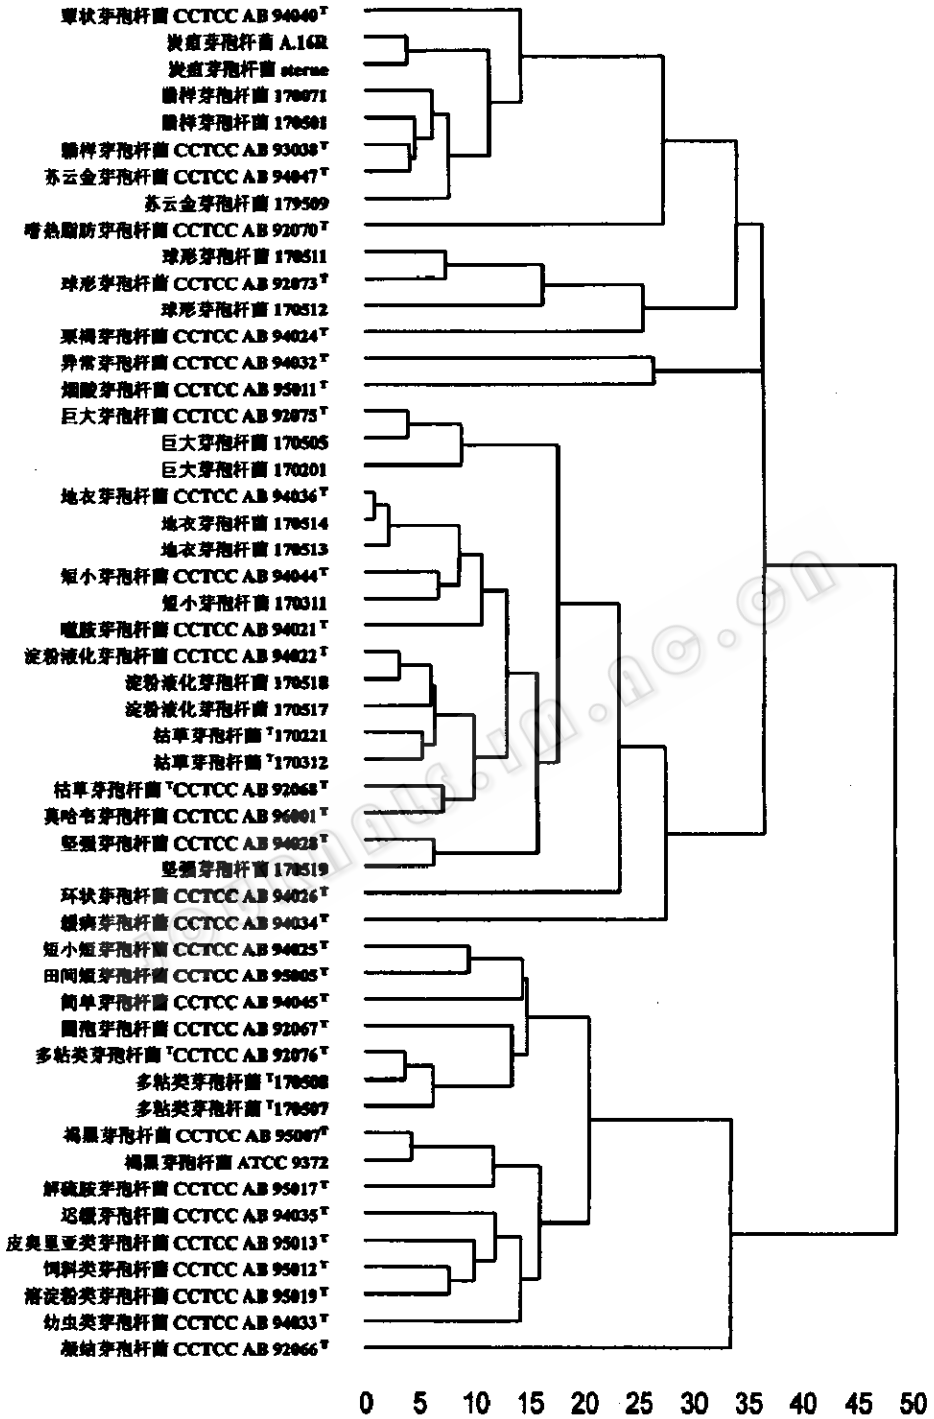 蕈状芽孢杆菌 CCTCC AB 94040ᵀ
炭疽芽孢杆菌 A.16R
炭疽芽孢杆菌 sterne
蜡样芽孢杆菌 170071
蜡样芽孢杆菌 170501
蜡样芽孢杆菌 CCTCC AB 93038ᵀ
苏云金芽孢杆菌 CCTCC AB 94047ᵀ
苏云金芽孢杆菌 179509
嗜热脂肪芽孢杆菌 CCTCC AB 92070ᵀ
球形芽孢杆菌 170511
球形芽孢杆菌 CCTCC AB 92073ᵀ
球形芽孢杆菌 170512
栗褐芽孢杆菌 CCTCC AB 94024ᵀ
异常芽孢杆菌 CCTCC AB 94032ᵀ
烟酸芽孢杆菌 CCTCC AB 95011ᵀ
巨大芽孢杆菌 CCTCC AB 92075ᵀ
巨大芽孢杆菌 170505
巨大芽孢杆菌 170201
地衣芽孢杆菌 CCTCC AB 94036ᵀ
地衣芽孢杆菌 170514
地衣芽孢杆菌 170513
短小芽孢杆菌 CCTCC AB 94044ᵀ
短小芽孢杆菌 170311
嗜胺芽孢杆菌 CCTCC AB 94021ᵀ
淀粉液化芽孢杆菌 CCTCC AB 94022ᵀ
淀粉液化芽孢杆菌 170518
淀粉液化芽孢杆菌 170517
枯草芽孢杆菌 ᵀ170221
枯草芽孢杆菌 ᵀ170312
枯草芽孢杆菌 ᵀCCTCC AB 92068ᵀ
莫哈韦芽孢杆菌 CCTCC AB 96001ᵀ
坚强芽孢杆菌 CCTCC AB 94028ᵀ
坚强芽孢杆菌 170519
环状芽孢杆菌 CCTCC AB 94026ᵀ
缓病芽孢杆菌 CCTCC AB 94034ᵀ
短小短芽孢杆菌 CCTCC AB 94025ᵀ
田间短芽孢杆菌 CCTCC AB 95005ᵀ
简单芽孢杆菌 CCTCC AB 94045ᵀ
圆孢芽孢杆菌 CCTCC AB 92067ᵀ
多粘类芽孢杆菌 ᵀCCTCC AB 92076ᵀ
多粘类芽孢杆菌 ᵀ170508
多粘类芽孢杆菌 ᵀ170507
褐黑芽孢杆菌 CCTCC AB 95007ᵀ
褐黑芽孢杆菌 ATCC 9372
解硫胺芽孢杆菌 CCTCC AB 95017ᵀ
迟缓芽孢杆菌 CCTCC AB 94035ᵀ
皮奥里亚类芽孢杆菌 CCTCC AB 95013ᵀ
饲料类芽孢杆菌 CCTCC AB 95012ᵀ
溶淀粉类芽孢杆菌 CCTCC AB 95019ᵀ
幼虫类芽孢杆菌 CCTCC AB 94033ᵀ
凝结芽孢杆菌 CCTCC AB 92066ᵀ
0 5 10 15 20 25 30 35 40 45 50
journals.im.ac.cn